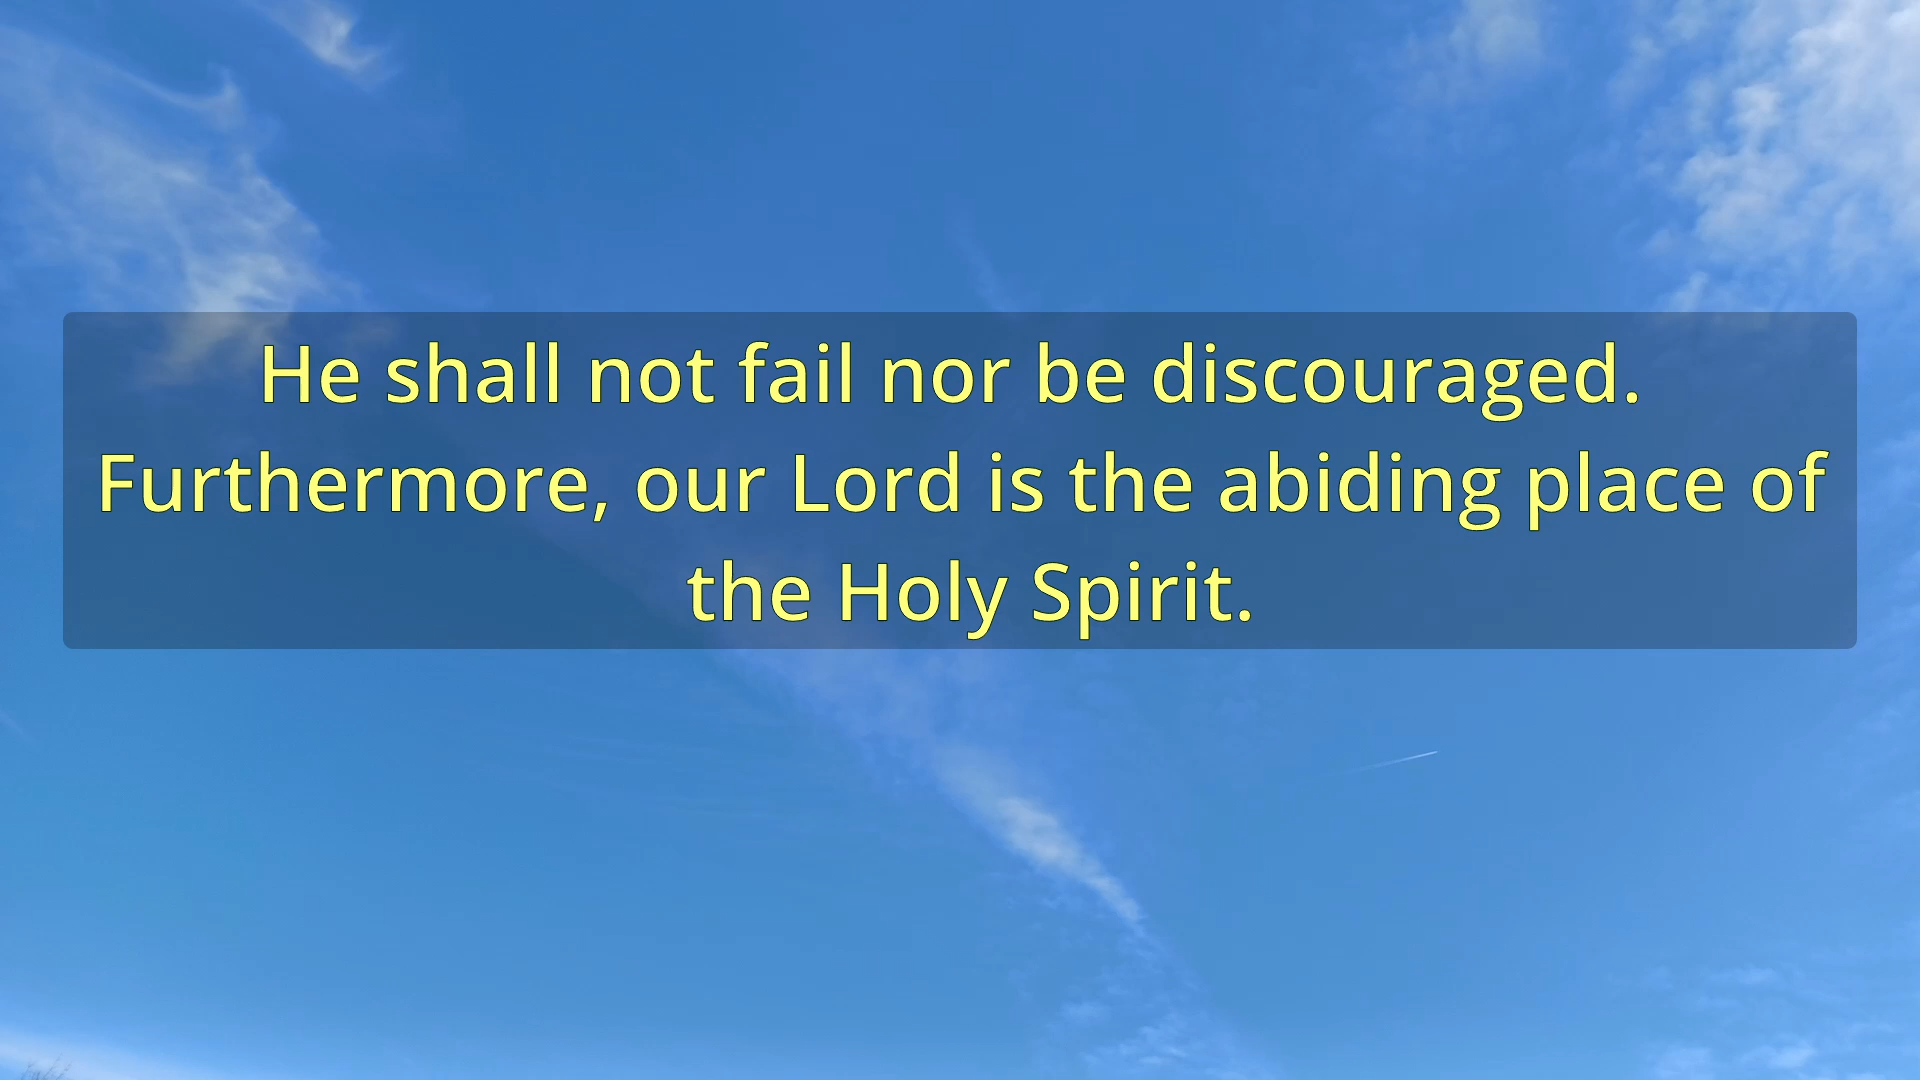 He shall not fail nor be discouraged.
Furthermore, our Lord is the abiding place of
the Holy Spirit.